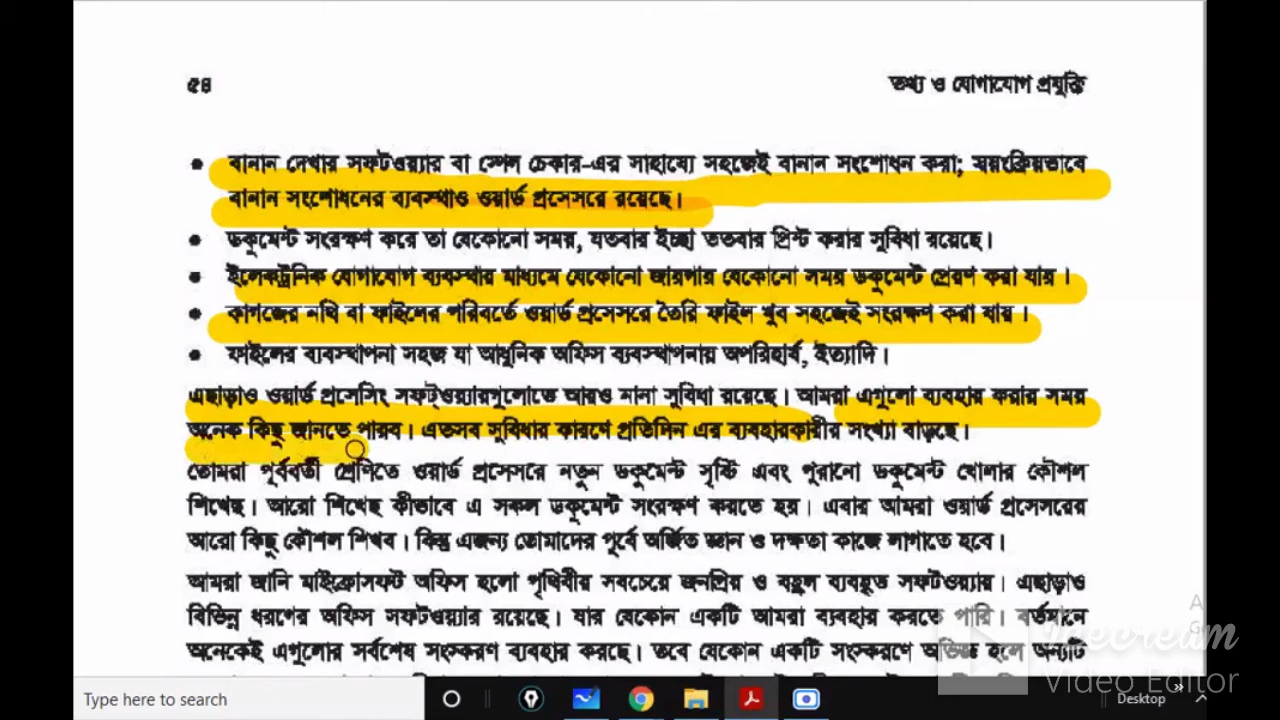 ৫৪
তথ্য ও যোগাযোগ প্রযুক্তি
• বানান দেখার সফটওয়্যার বা স্পেল চেকার-এর সাহায্যে সহজেই বানান সংশোধন করা; স্বয়ংক্রিয়ভাবে
বানান সংশোধনের ব্যবস্থাও ওয়ার্ড প্রসেসরে রয়েছে।
• ডকুমেন্ট সংরক্ষণ করে তা যেকোনো সময়, যতবার ইচ্ছা ততবার প্রিন্ট করার সুবিধা রয়েছে।
• ইলেকট্রনিক যোগাযোগ ব্যবস্থার মাধ্যমে যেকোনো জায়গায় যেকোনো সময় ডকুমেন্ট প্রেরণ করা যায়।
• কাগজের নথি বা ফাইলের পরিবর্তে ওয়ার্ড প্রসেসরে তৈরি ফাইল খুব সহজেই সংরক্ষণ করা যায়।
• ফাইলের ব্যবস্থাপনা সহজ যা আধুনিক অফিস ব্যবস্থাপনায় অপরিহার্য, ইত্যাদি।
এছাড়াও ওয়ার্ড প্রসেসিং সফট্‌ওয়্যারগুলোতে আরও নানা সুবিধা রয়েছে। আমরা এগুলো ব্যবহার করার সময়
অনেক কিছু জানতে পারব। এতসব সুবিধার কারণে প্রতিদিন এর ব্যবহারকারীর সংখ্যা বাড়ছে।
তোমরা পূর্ববর্তী শ্রেণিতে ওয়ার্ড প্রসেসরে নতুন ডকুমেন্ট সৃষ্টি এবং পুরানো ডকুমেন্ট খোলার কৌশল
শিখেছ। আরো শিখেছ কীভাবে এ সকল ডকুমেন্ট সংরক্ষণ করতে হয়। এবার আমরা ওয়ার্ড প্রসেসরের
আরো কিছু কৌশল শিখব। কিন্তু এজন্য তোমাদের পূর্বে অর্জিত জ্ঞান ও দক্ষতা কাজে লাগাতে হবে।
আমরা জানি মাইক্রোসফট অফিস হলো পৃথিবীর সবচেয়ে জনপ্রিয় ও বহুল ব্যবহৃত সফটওয়্যার। এছাড়াও
বিভিন্ন ধরণের অফিস সফটওয়্যার রয়েছে। যার যেকোন একটি আমরা ব্যবহার করতে পারি। বর্তমানে
অনেকেই এগুলোর সর্বশেষ সংস্করণ ব্যবহার করছে। তবে যেকোন একটি সংস্করণে অভিজ্ঞ হলে অন্যটি
Icecream
Video Editor
Type here to search
Desktop